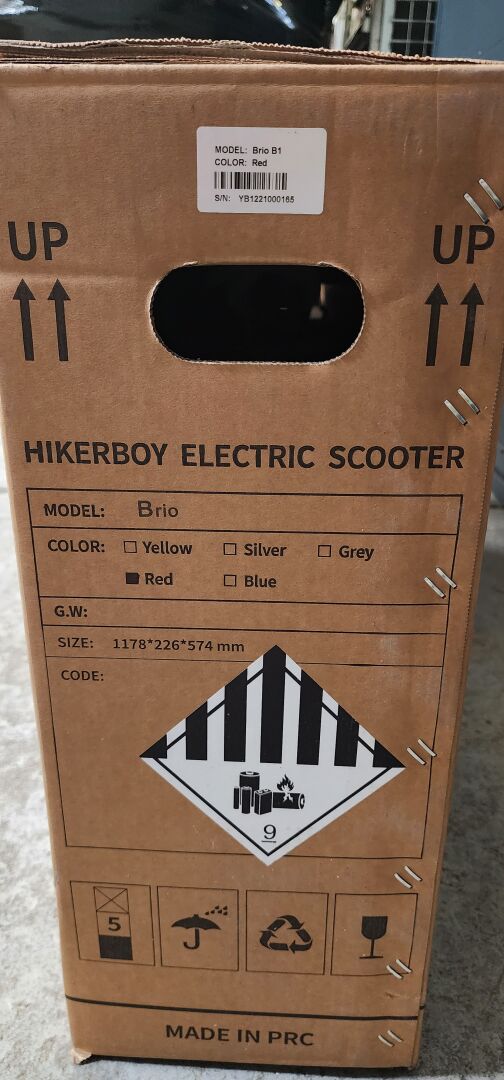 MODEL: Brio B1
COLOR: Red
S/N: YB1221000165
UP UP
HIKERBOY ELECTRIC SCOOTER
MODEL: Brio
COLOR: Yellow Silver Grey
Red Blue
G.W:
SIZE: 1178*226*574 mm
CODE:
9
5
MADE IN PRC